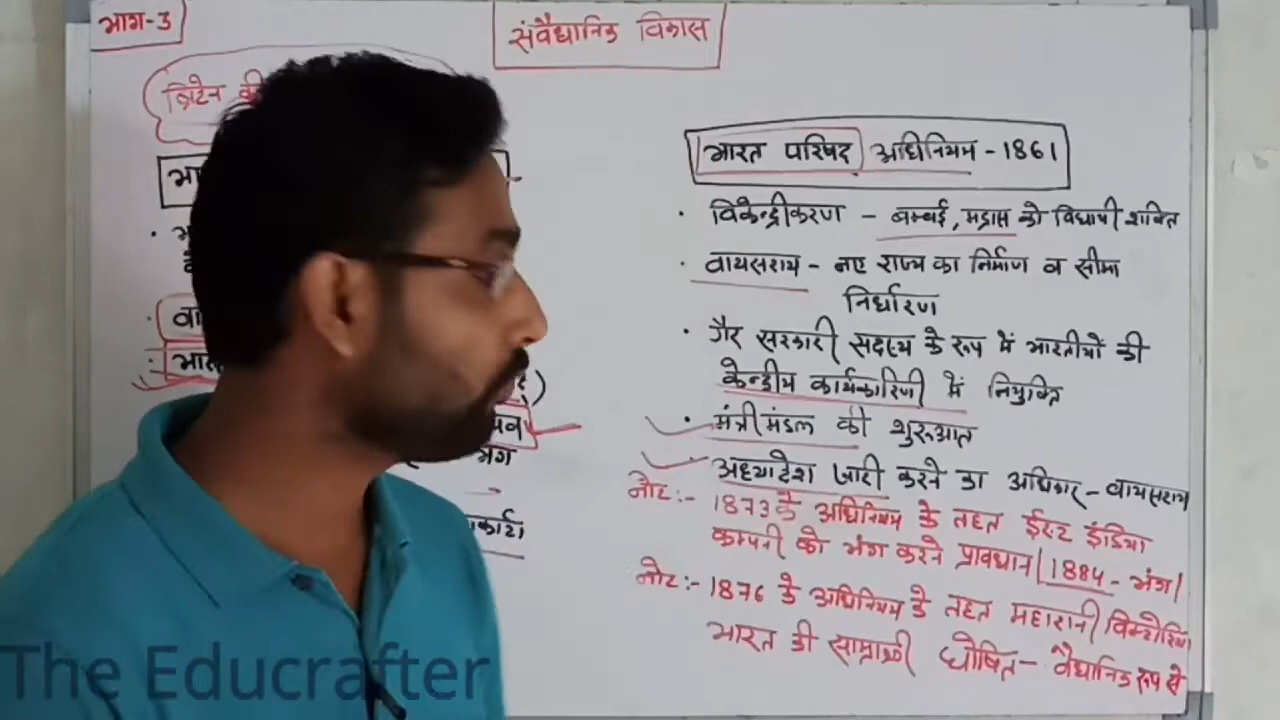 भाग-3
संवैधानिक विकास
ब्रिटेन की
भारत परिषद अधिनियम - 1861
· विकेन्द्रीकरण - बम्बई, मद्रास को विधायी शक्ति
· वायसराय - नए राज्य का निर्माण व सीमा
निर्धारण
· गैर सरकारी सदस्य के रूप में भारतीयों की
केन्द्रीय कार्यकारिणी में नियुक्ति
· मंत्रीमंडल की शुरुआत
अध्यादेश जारी करने का अधिकार - वायसराय
नोट:- 1873 के अधिनियम के तहत ईस्ट इंडिया
कम्पनी को भंग करने प्रावधान | 1884 - भंग |
नोट:- 1876 के अधिनियम के तहत महारानी विक्टोरिया
भारत की साम्राज्ञी घोषित - वैधानिक रूप से
The Educrafter